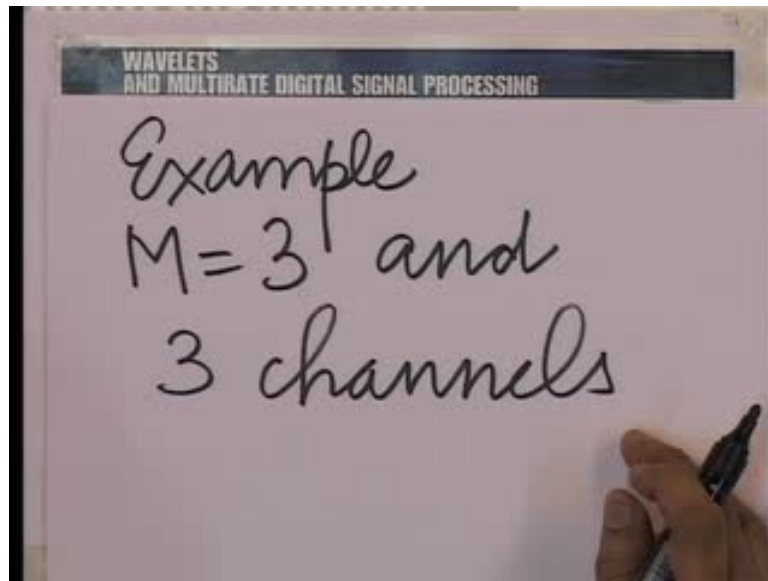 WAVELETS
AND MULTIRATE DIGITAL SIGNAL PROCESSING
Example
M=3 and
3 channels